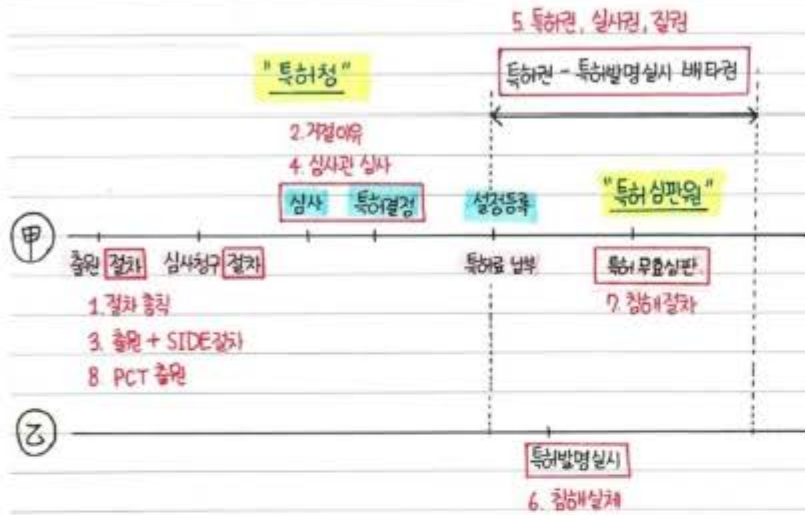 5. 특허권, 실시권, 질권
"특허청"
특허권 - 특허발명실시 배타권
2. 거절이유
4. 심사관 심사
심사 특허결정 설정등록 "특허심판원"
甲
출원 절차 심사청구 절차 특허료 납부 특허무효심판
1. 절차 총칙
7. 침해절차
3. 출원 + SIDE절차
8. PCT 출원
乙
특허발명실시
6. 침해실체